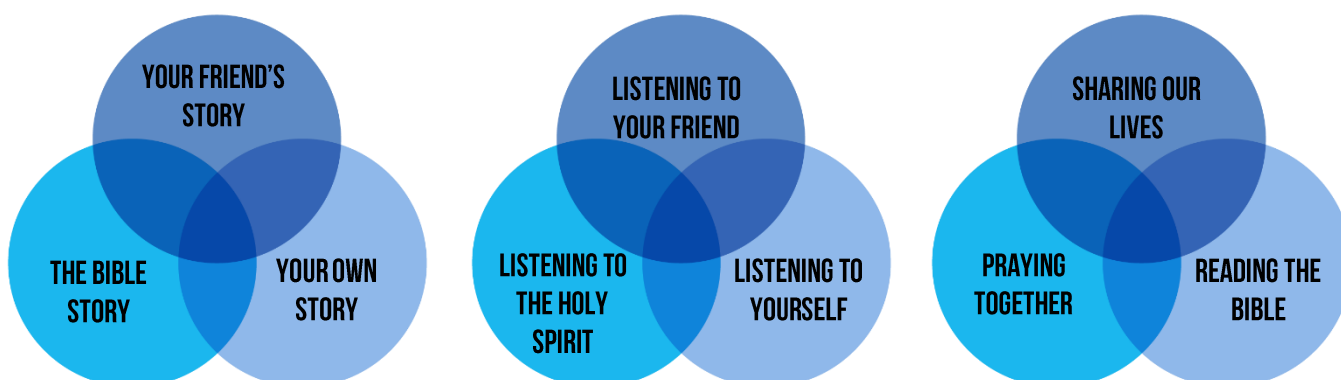 YOUR FRIEND'S
STORY
THE BIBLE
STORY
YOUR OWN
STORY
LISTENING TO
YOUR FRIEND
LISTENING TO
THE HOLY
SPIRIT
LISTENING TO
YOURSELF
SHARING OUR
LIVES
PRAYING
TOGETHER
READING THE
BIBLE